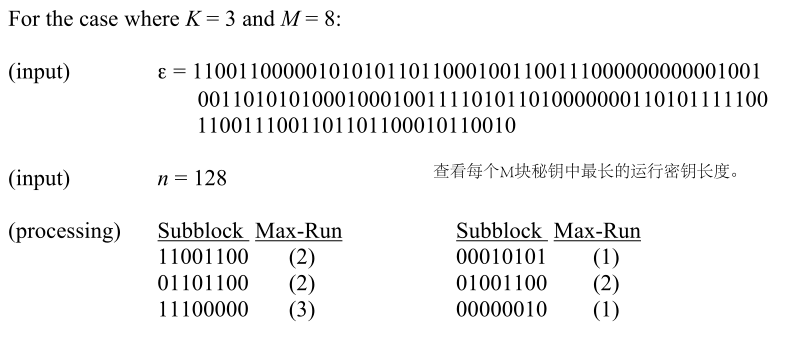 For the case where K = 3 and M = 8:
(input) ε = 11001100000101010110110001001100111000000000001001
00110101010001000100111101011010000000110101111100
1100111001101101100010110010
(input) n = 128 查看每个M块秘钥中最长的运行密钥长度。
(processing) Subblock Max-Run Subblock Max-Run
11001100 (2) 00010101 (1)
01101100 (2) 01001100 (2)
11100000 (3) 00000010 (1)